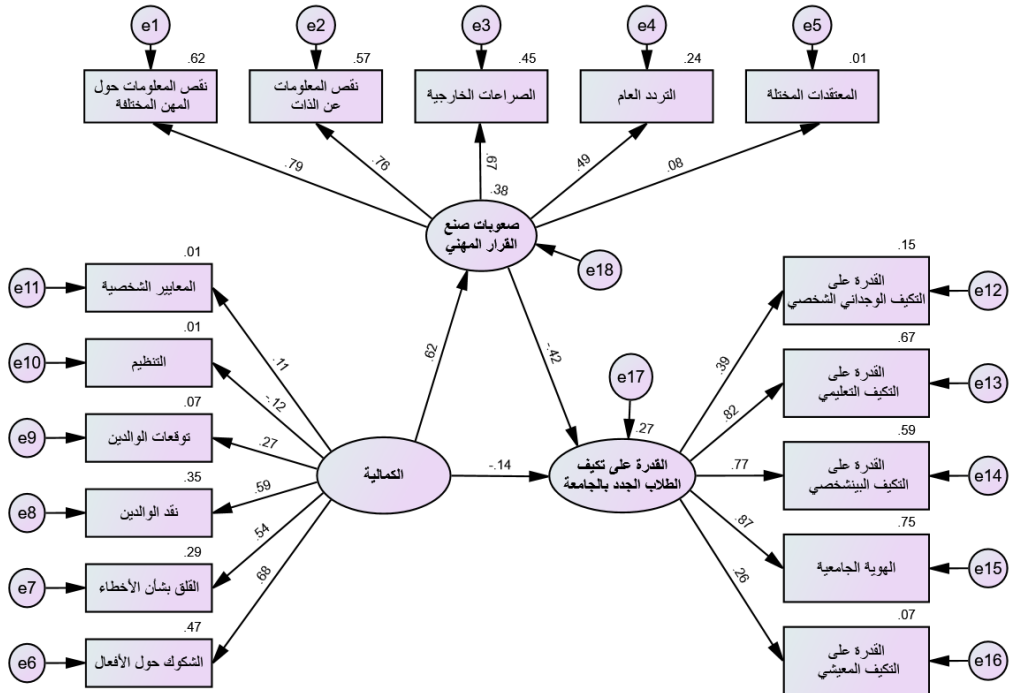 e1
e2
e3
e4
e5
.62
.57
.45
.24
.01
نقص المعلومات حول
المهن المختلفة
نقص المعلومات
عن الذات
الصراعات الخارجية
التردد العام
المعتقدات المختلة
.79
.76
.67
.49
.08
.38
صعوبات صنع
القرار المهني
e18
.01
e11
المعايير الشخصية
.01
e10
التنظيم
.07
e9
توقعات الوالدين
.35
e8
نقد الوالدين
.29
e7
القلق بشأن الأخطاء
.47
e6
الشكوك حول الأفعال
.11
-.12
.27
.59
.54
.68
الكمالية
.62
-.42
-.14
e17
.27
القدرة على تكيف
الطلاب الجدد بالجامعة
.39
.82
.77
.87
.26
.15
القدرة على
التكيف الوجداني الشخصي
e12
.67
القدرة على
التكيف التعليمي
e13
.59
القدرة على
التكيف البينشخصي
e14
.75
الهوية الجامعية
e15
.07
القدرة على
التكيف المعيشي
e16